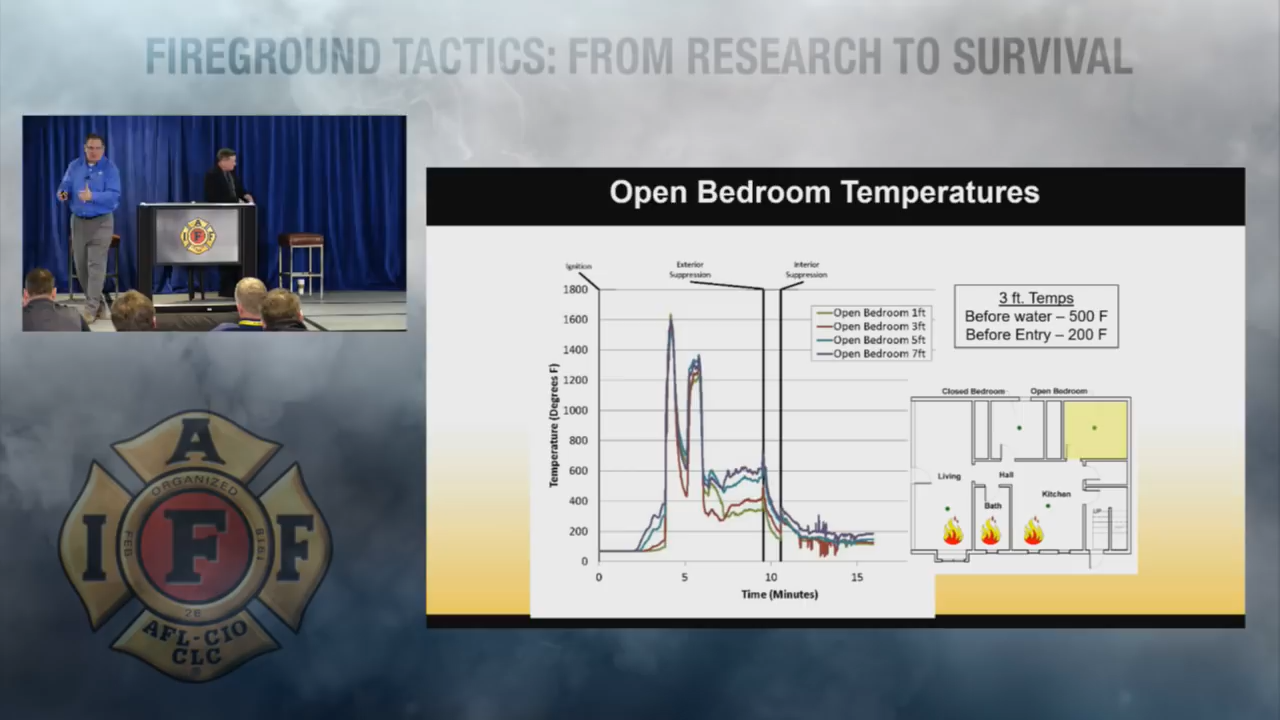 FIREGROUND TACTICS: FROM RESEARCH TO SURVIVAL
Open Bedroom Temperatures
Ignition
Exterior
Suppression
Interior
Suppression
1800
1600
1400
1200
1000
800
600
400
200
0
Temperature (Degrees F)
0
5
10
15
Time (Minutes)
Open Bedroom 1ft
Open Bedroom 3ft
Open Bedroom 5ft
Open Bedroom 7ft
3 ft. Temps
Before water – 500 F
Before Entry – 200 F
Closed Bedroom
Open Bedroom
Living
Hall
Kitchen
Bath
UP
A
I F F
A
ORGANIZED
I F F
FEB
1918
28
AFL-CIO
CLC